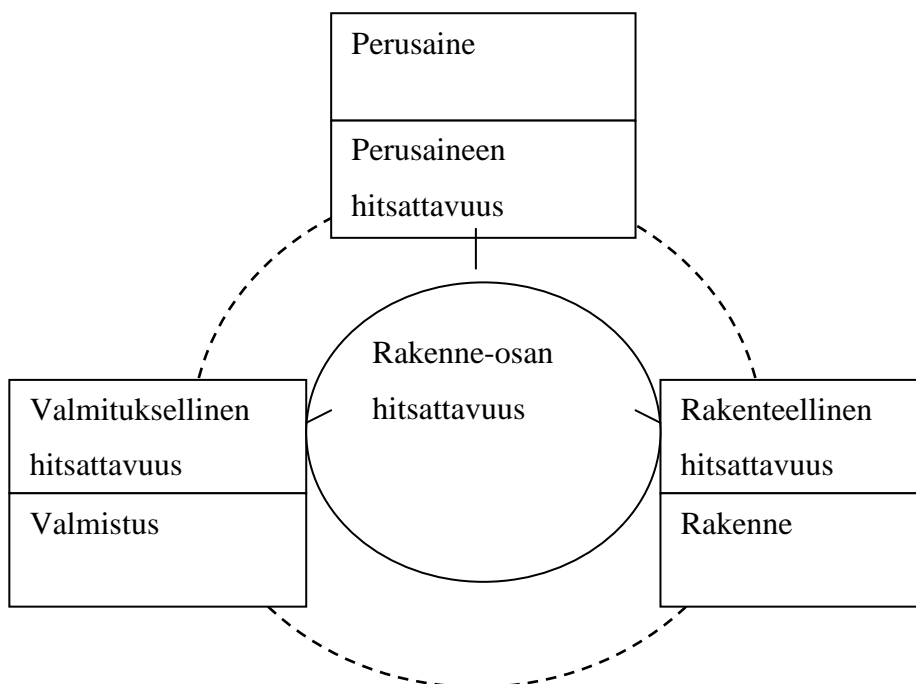 Perusaine
Perusaineen
hitsattavuus
Rakenne-osan
hitsattavuus
Valmituksellinen
hitsattavuus
Valmistus
Rakenteellinen
hitsattavuus
Rakenne